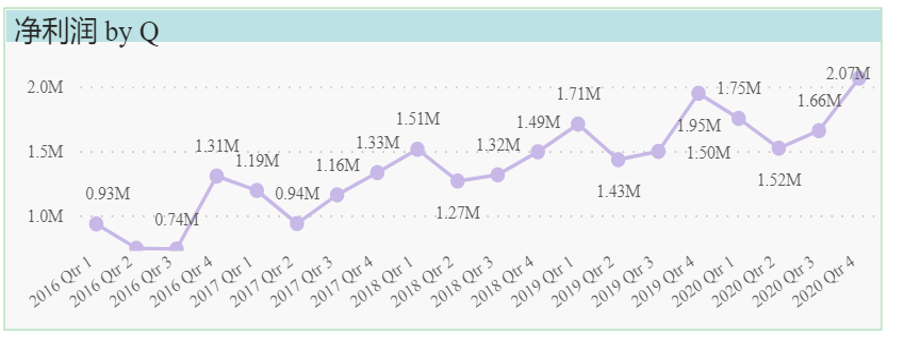 净利润 by Q
2.0M
1.5M
1.0M
0.93M
0.74M
1.31M
1.19M
0.94M
1.16M
1.33M
1.51M
1.27M
1.32M
1.49M
1.71M
1.43M
1.50M
1.95M
1.75M
1.52M
1.66M
2.07M
2016 Qtr 1
2016 Qtr 2
2016 Qtr 3
2016 Qtr 4
2017 Qtr 1
2017 Qtr 2
2017 Qtr 3
2017 Qtr 4
2018 Qtr 1
2018 Qtr 2
2018 Qtr 3
2018 Qtr 4
2019 Qtr 1
2019 Qtr 2
2019 Qtr 3
2019 Qtr 4
2020 Qtr 1
2020 Qtr 2
2020 Qtr 3
2020 Qtr 4